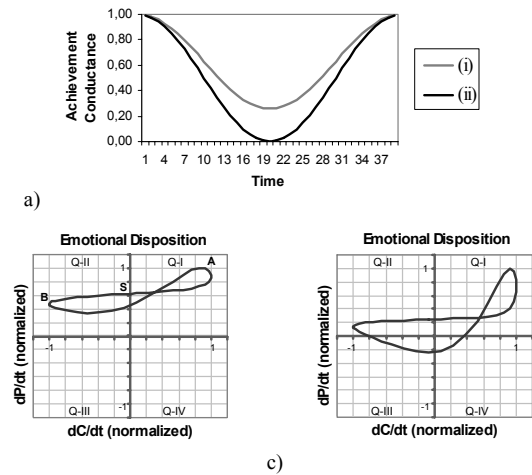 1,00
0,80
0,60
0,40
0,20
0,00
Achievement
Conductance
1 4 7 10 13 16 19 22 25 28 31 34 37
Time
(i)
(ii)
a)
Emotional Disposition
Q-II
Q-I
1
A
S
B
-1
1
-1
Q-III
Q-IV
dP/dt (normalized)
dC/dt (normalized)
Emotional Disposition
Q-II
Q-I
1
-1
1
-1
Q-III
Q-IV
dP/dt (normalized)
dC/dt (normalized)
c)